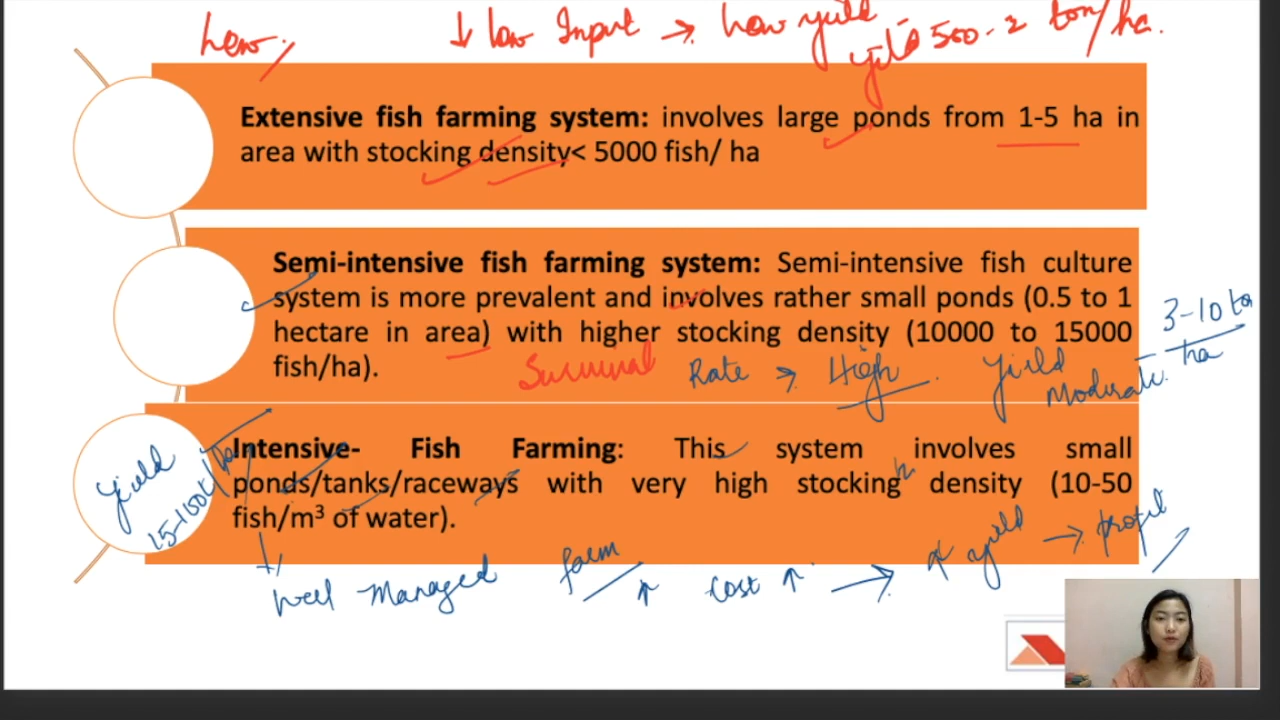 ↓ low Input → low yield
yield 500-2 ton/ha.
Extensive fish farming system: involves large ponds from 1-5 ha in
area with stocking density< 5000 fish/ ha
Semi-intensive fish farming system: Semi-intensive fish culture
system is more prevalent and involves rather small ponds (0.5 to 1
hectare in area) with higher stocking density (10000 to 15000
fish/ha).
Survival Rate → High. Yield Moderate. 3-10 ton/ha
Intensive- Fish Farming: This system involves small
ponds/tanks/raceways with very high stocking density (10-50
fish/m³ of water).
Yield
15-150t/ha
Well Managed farm ↑ Cost ↑ → ↑ yield → profit